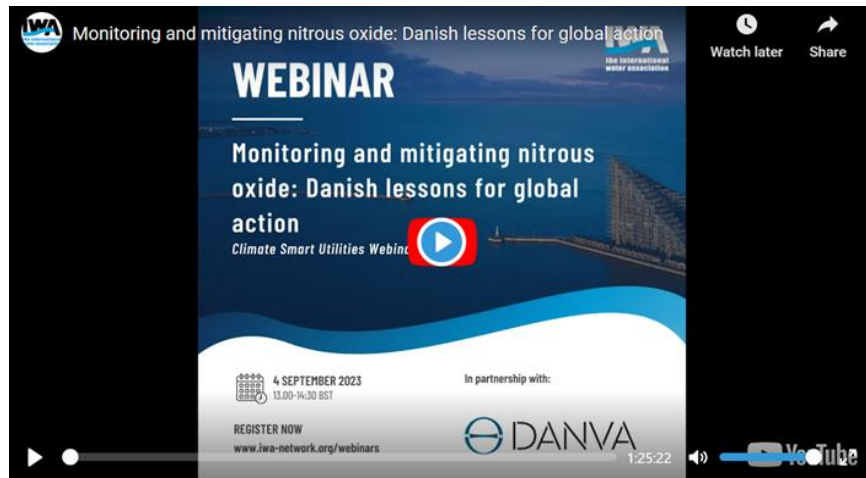 Monitoring and mitigating nitrous oxide: Danish lessons for global action
Watch later
Share
IWA
the international
water association
WEBINAR
Monitoring and mitigating nitrous
oxide: Danish lessons for global
action
Climate Smart Utilities
4 SEPTEMBER 2023
13.00-14:30 BST
In partnership with:
REGISTER NOW
www.iwa-network.org/webinars
DANVA
1:25:22
YouTube